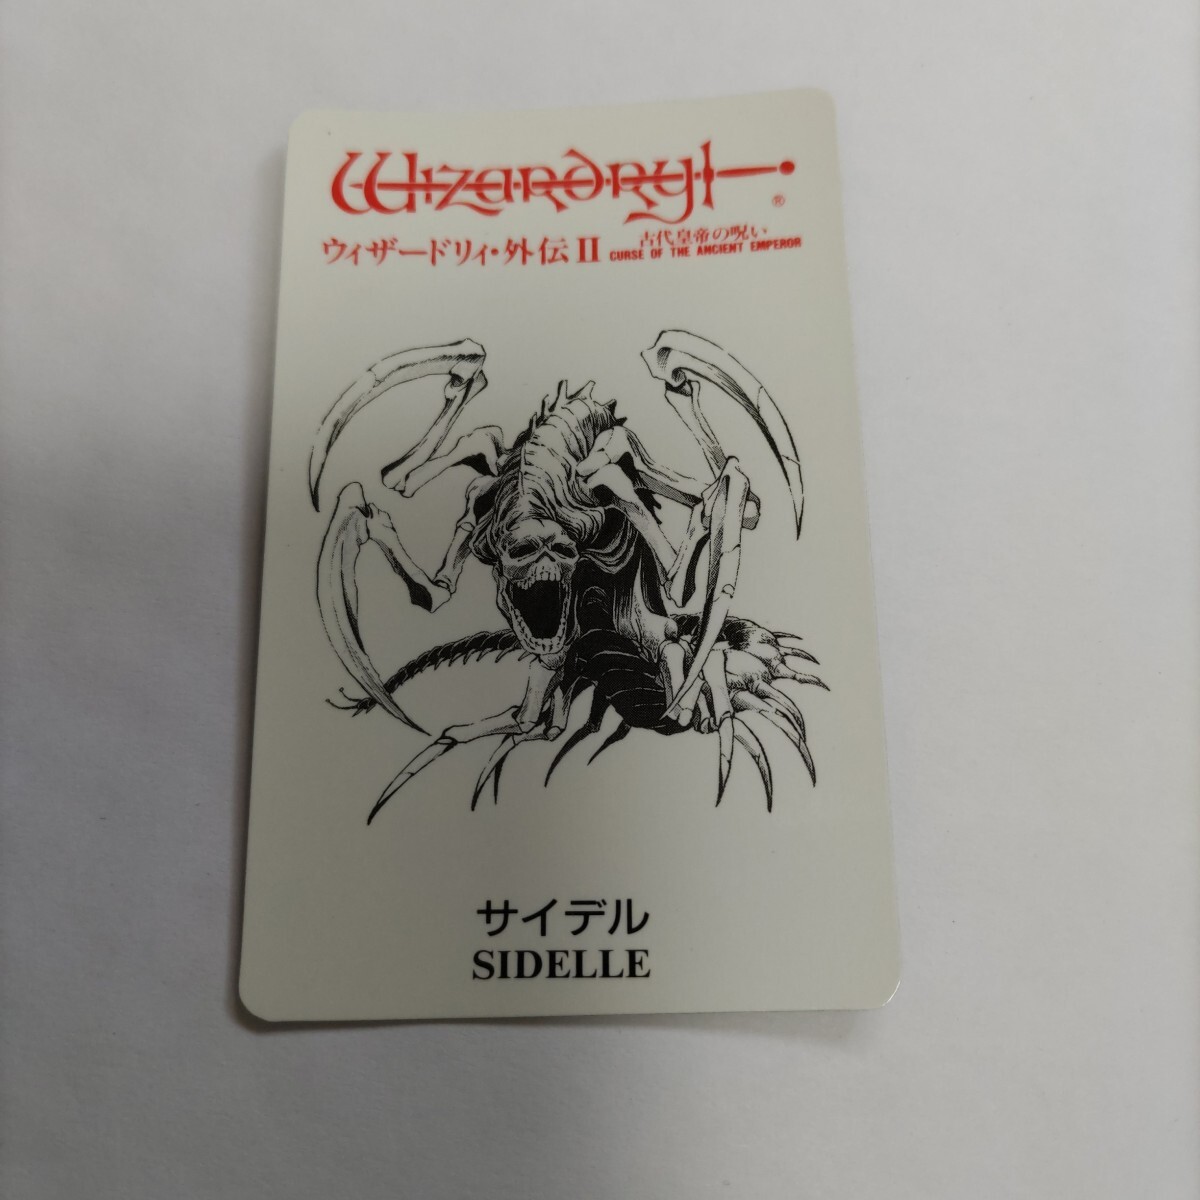 Wizardry®
ウィザードリィ・外伝II
古代皇帝の呪い
CURSE OF THE ANCIENT EMPEROR
サイデル
SIDELLE